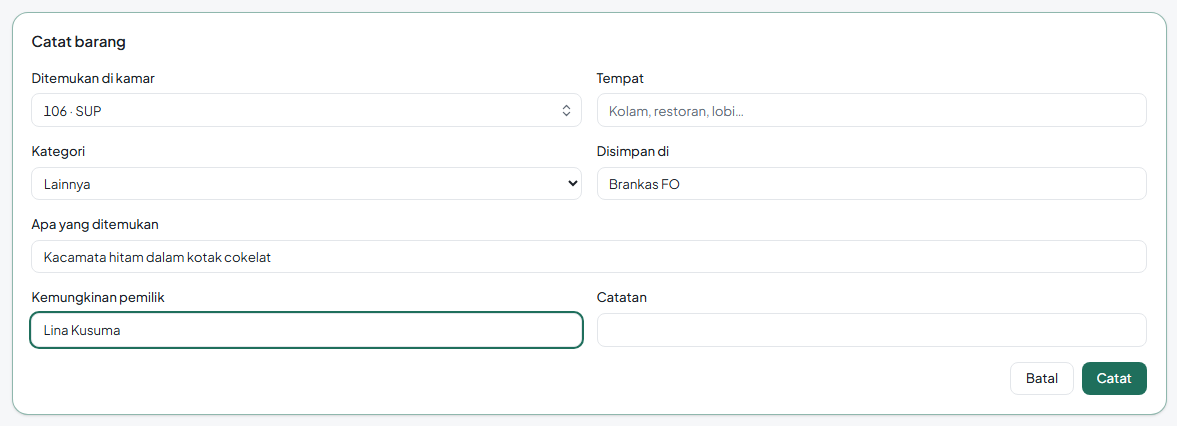 Catat barang
Ditemukan di kamar
Tempat
106 · SUP
Kolam, restoran, lobi...
Kategori
Disimpan di
Lainnya
Brankas FO
Apa yang ditemukan
Kacamata hitam dalam kotak cokelat
Kemungkinan pemilik
Catatan
Lina Kusuma
Batal
Catat